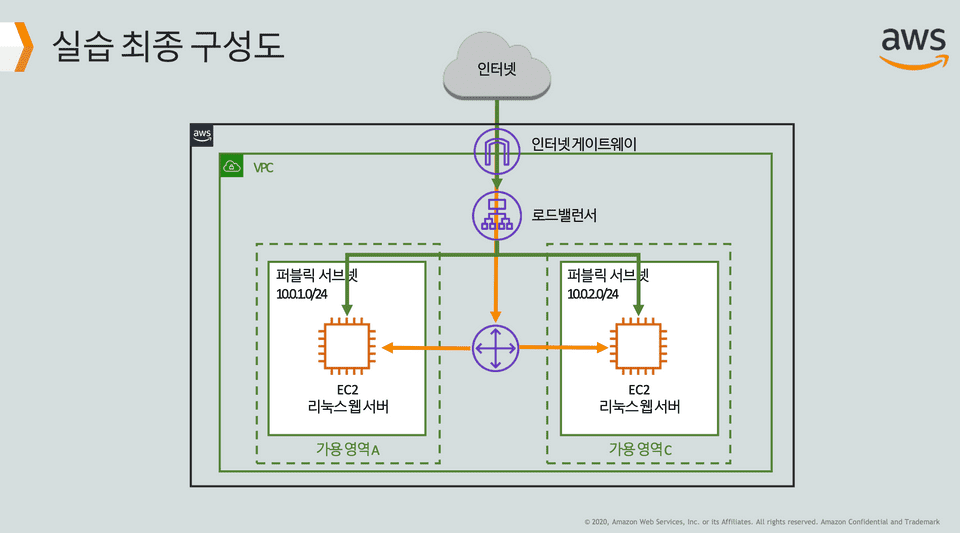 실습 최종 구성도
aws
인터넷
aws
인터넷 게이트웨이
VPC
로드밸런서
퍼블릭 서브넷
10.0.1.0/24
퍼블릭 서브넷
10.0.2.0/24
EC2
리눅스 웹 서버
EC2
리눅스 웹 서버
가용 영역 A
가용 영역 C
© 2020, Amazon Web Services, Inc. or its Affiliates. All rights reserved. Amazon Confidential and Trademark